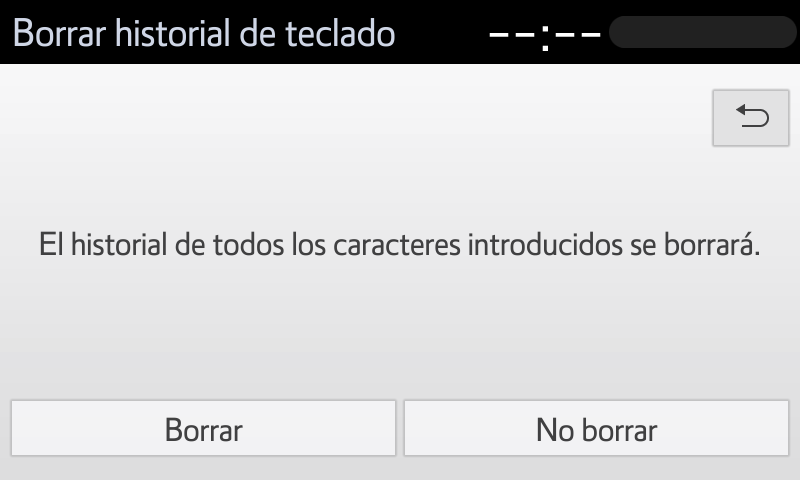 Borrar historial de teclado
--:--
El historial de todos los caracteres introducidos se borrará.
Borrar
No borrar